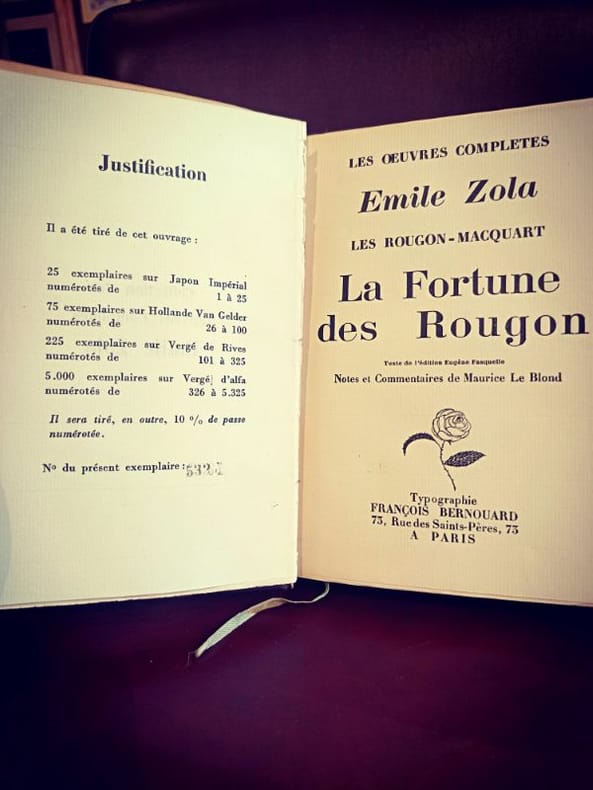 Justification
Il a été tiré de cet ouvrage :
25 exemplaires sur Japon Impérial
numérotés de 1 à 25
75 exemplaires sur Hollande Van Gelder
numérotés de 26 à 100
225 exemplaires sur Vergé de Rives
numérotés de 101 à 325
5.000 exemplaires sur Vergé d'alfa
numérotés de 326 à 5.325
Il sera tiré, en outre, 10 % de passe
numérotée.
Nº du présent exemplaire :
LES ŒUVRES COMPLETES
Emile Zola
LES ROUGON-MACQUART
La Fortune
des Rougon
Texte de l'édition Eugène Fasquelle
Notes et Commentaires de Maurice Le Blond
Typographie
FRANÇOIS BERNOUARD
73, Rue des Saints-Pères, 73
A PARIS